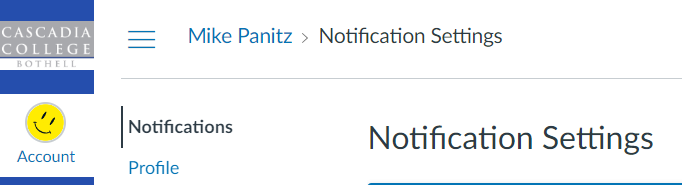 CASCADIA
COLLEGE
BOTHELL
Account
Mike Panitz > Notification Settings
Notifications
Profile
Notification Settings